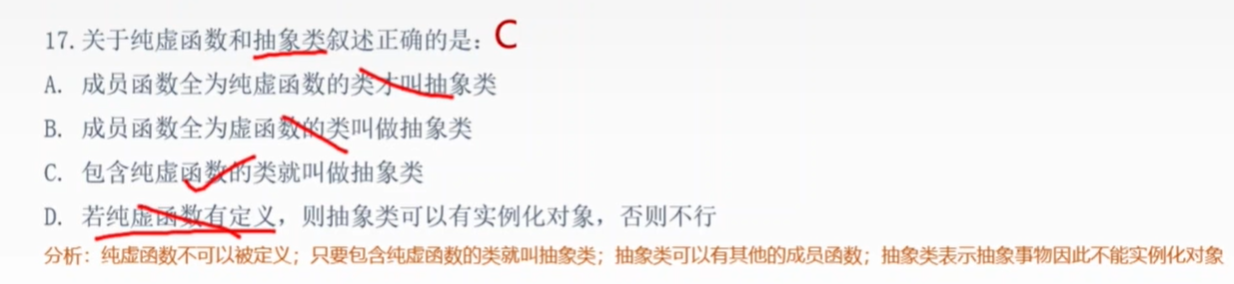 17.关于纯虚函数和抽象类叙述正确的是：C
A. 成员函数全为纯虚函数的类才叫抽象类
B. 成员函数全为虚函数的类叫做抽象类
C. 包含纯虚函数的类就叫做抽象类
D. 若纯虚函数有定义，则抽象类可以有实例化对象，否则不行
分析：纯虚函数不可以被定义；只要包含纯虚函数的类就叫抽象类；抽象类可以有其他的成员函数；抽象类表示抽象事物因此不能实例化对象